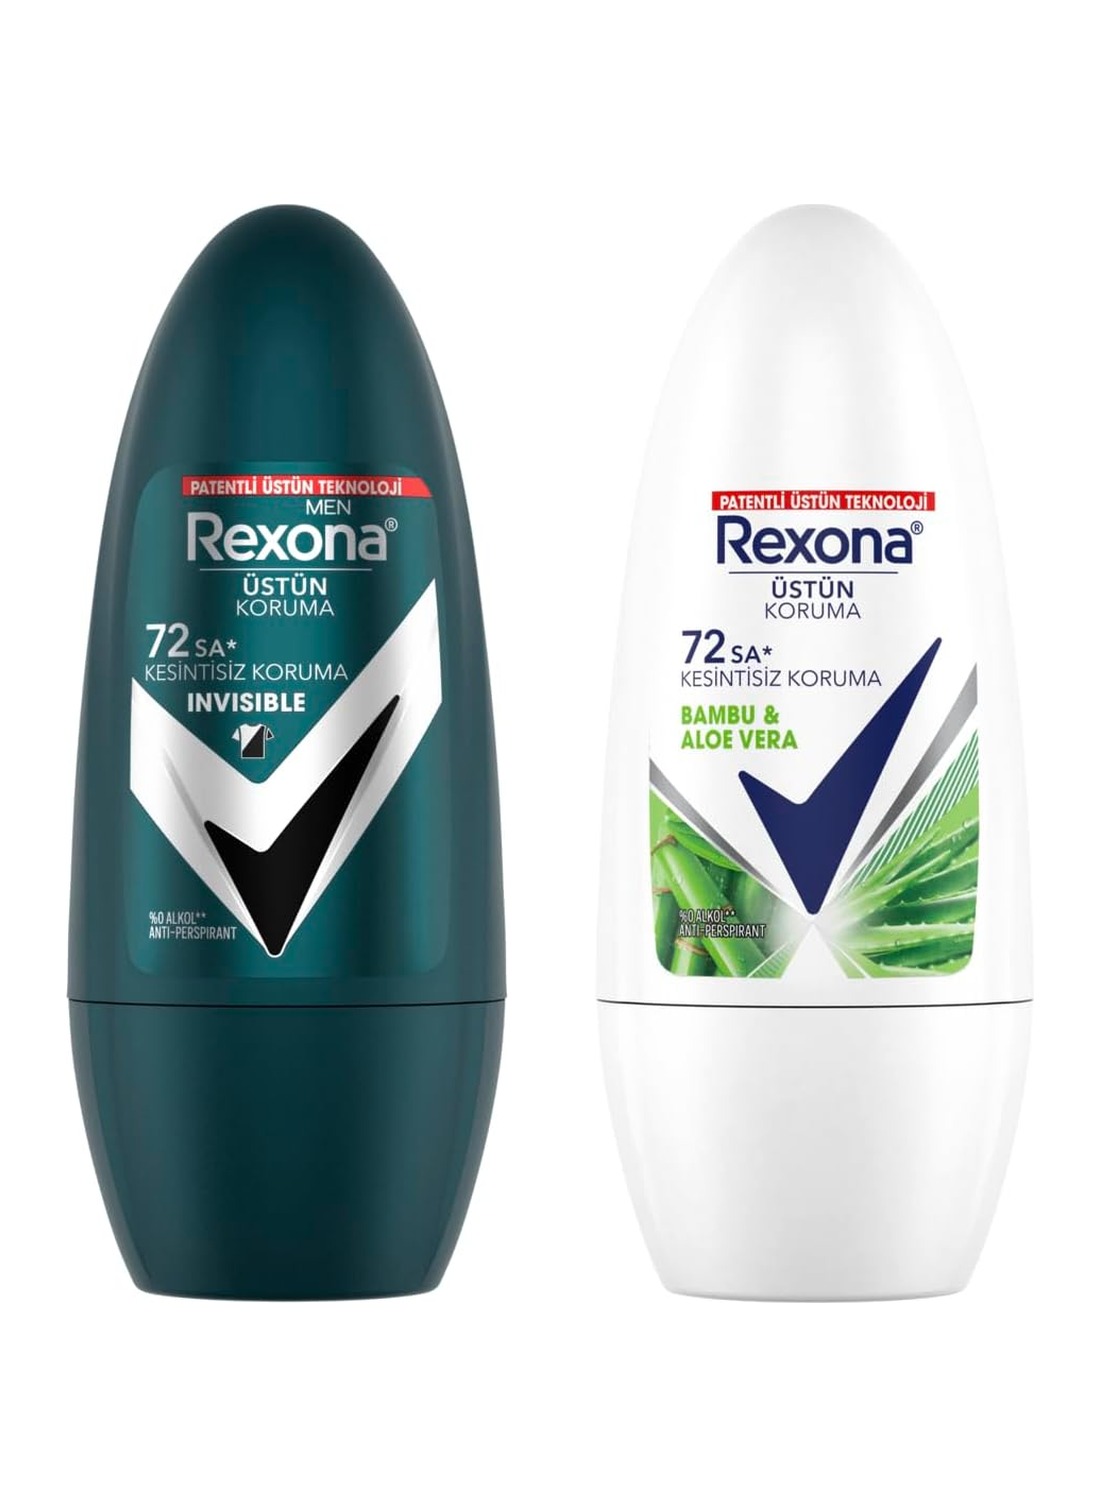 PATENTLİ ÜSTÜN TEKNOLOJİ
MEN
Rexona®
ÜSTÜN
KORUMA
72 SA*
KESİNTİSİZ KORUMA
INVISIBLE
%0 ALKOL**
ANTI-PERSPIRANT
PATENTLİ ÜSTÜN TEKNOLOJİ
Rexona®
ÜSTÜN
KORUMA
72 SA*
KESİNTİSİZ KORUMA
BAMBU &
ALOE VERA
%0 ALKOL**
ANTI-PERSPIRANT